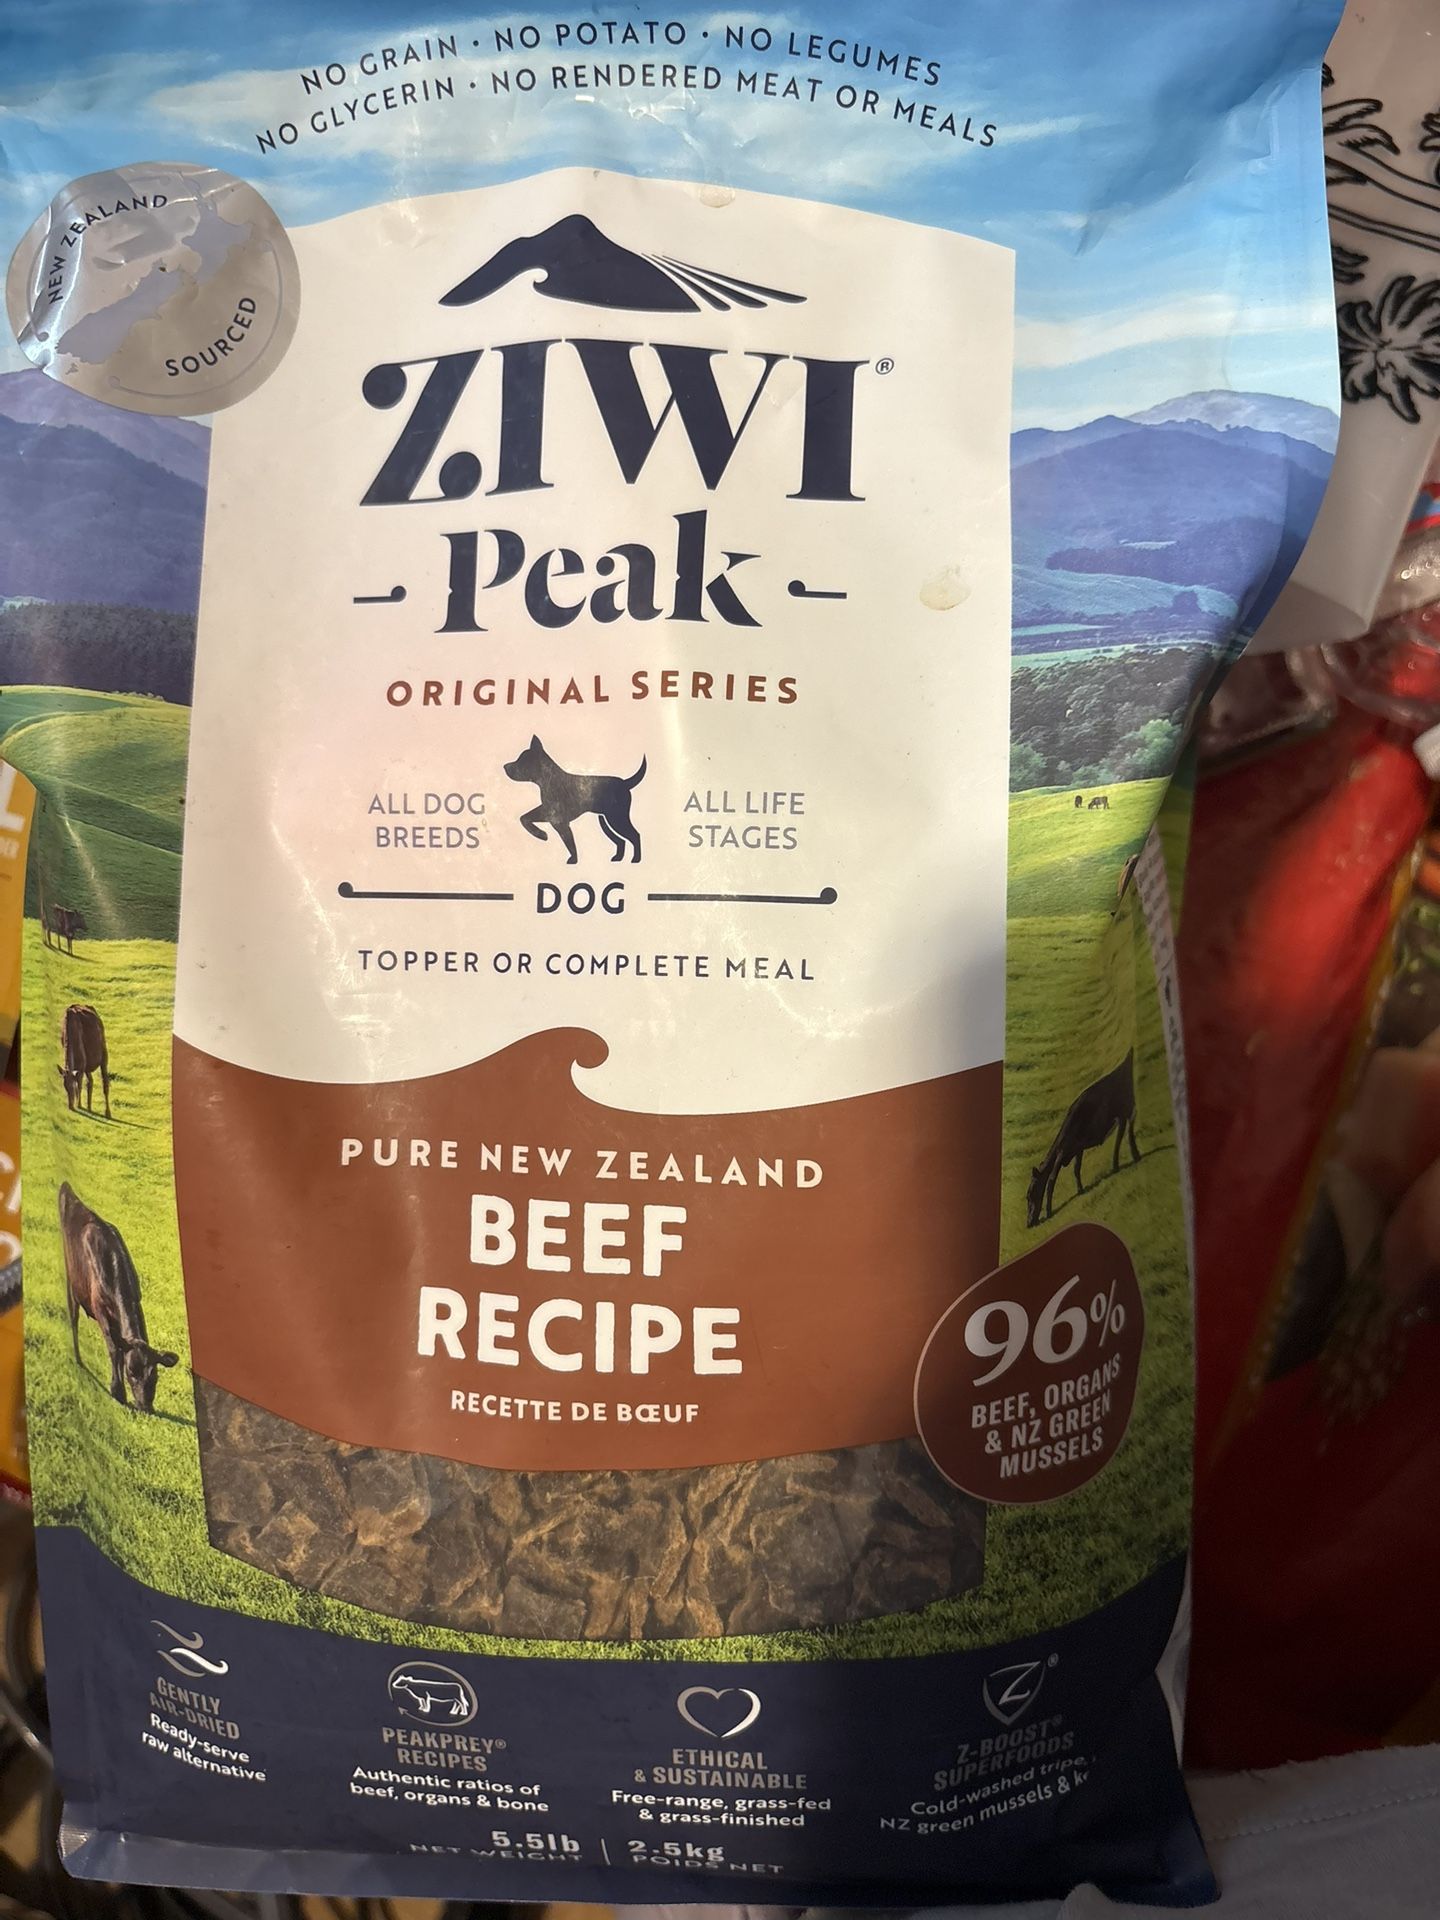 NO GRAIN • NO POTATO • NO LEGUMES
NO GLYCERIN • NO RENDERED MEAT OR MEALS
NEW ZEALAND
SOURCED
ZIWI®
Peak
ORIGINAL SERIES
ALL DOG
BREEDS
ALL LIFE
STAGES
DOG
TOPPER OR COMPLETE MEAL
PURE NEW ZEALAND
BEEF
RECIPE
RECETTE DE BŒUF
96%
BEEF, ORGANS
& NZ GREEN
MUSSELS
GENTLY
AIR-DRIED
Ready-serve
raw alternative
PEAKPREY®
RECIPES
Authentic ratios of
beef, organs & bone
ETHICAL
& SUSTAINABLE
Free-range, grass-fed
& grass-finished
Z®
Z-BOOST®
SUPERFOODS
Cold-washed tripe,
NZ green mussels &
5.5lb | 2.5kg
NET WEIGHT | POIDS NET